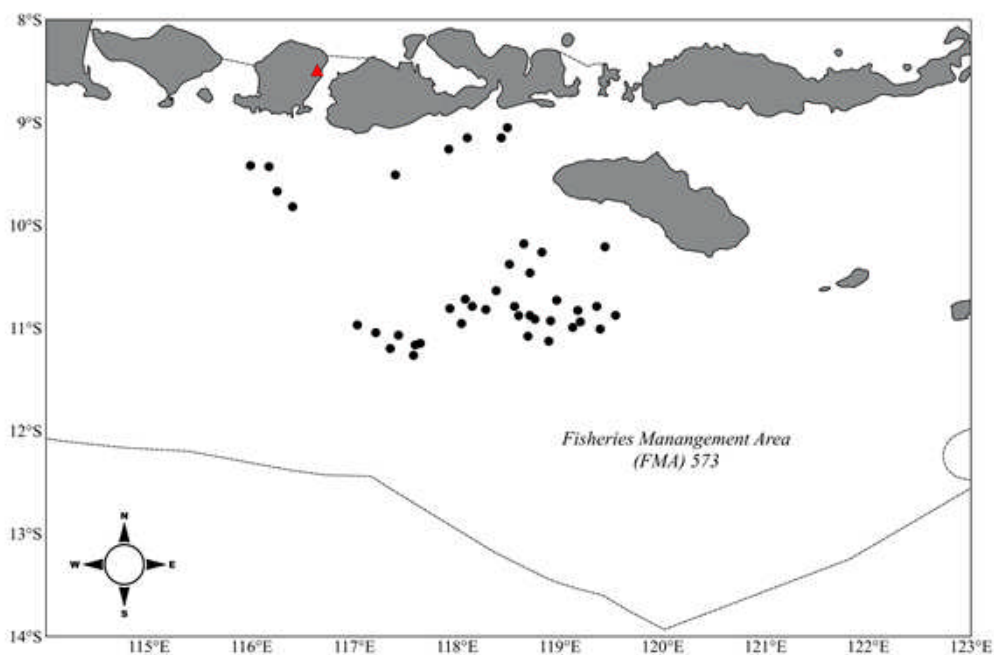 8°S
9°S
10°S
11°S
12°S
Fisheries Manangement Area
(FMA) 573
13°S
N
W
E
S
14°S
115°E
116°E
117°E
118°E
119°E
120°E
121°E
122°E
123°E